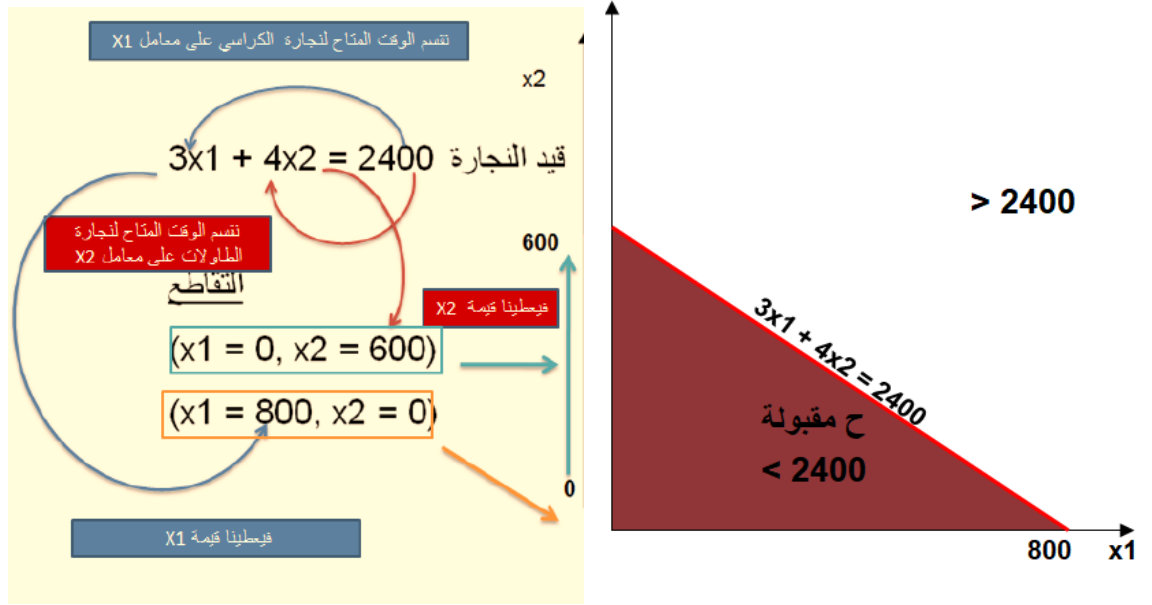 تقسم الوقت المتاح لنجارة الكراسي على معامل X1
x2
3x1 + 4x2 = 2400 قيد النجارة
تقسم الوقت المتاح لنجارة
الطاولات على معامل X2
600
التقاطع
فيعطينا قيمة X2
(x1 = 0, x2 = 600)
(x1 = 800, x2 = 0)
0
فيعطينا قيمة X1
> 2400
3x1 + 4x2 = 2400
ح مقبولة
< 2400
800
x1